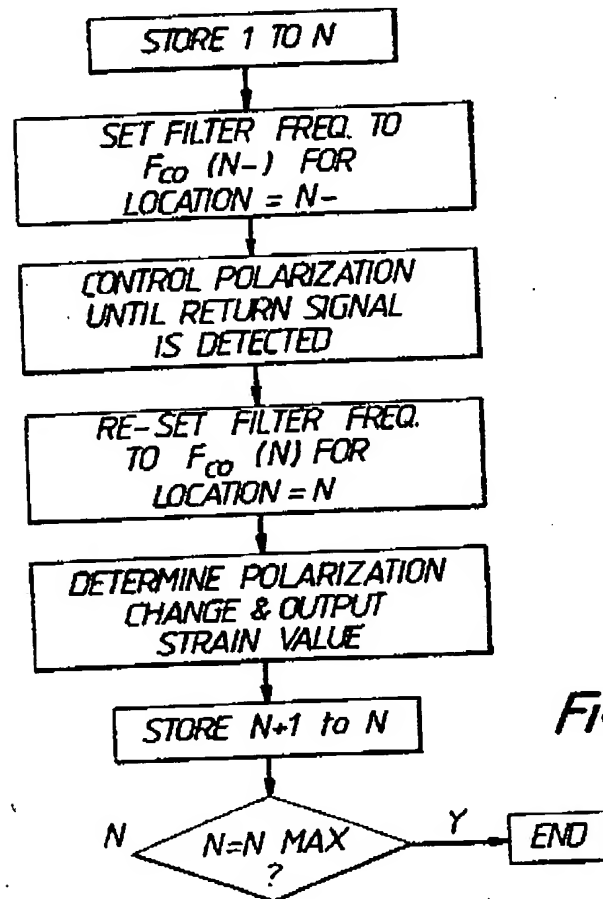 STORE 1 TO N
SET FILTER FREQ. TO
FCO (N-) FOR
LOCATION = N-
CONTROL POLARIZATION
UNTIL RETURN SIGNAL
IS DETECTED
RE-SET FILTER FREQ.
TO FCO (N) FOR
LOCATION = N
DETERMINE POLARIZATION
CHANGE & OUTPUT
STRAIN VALUE
STORE N+1 to N
N
N=N MAX
?
Y
END